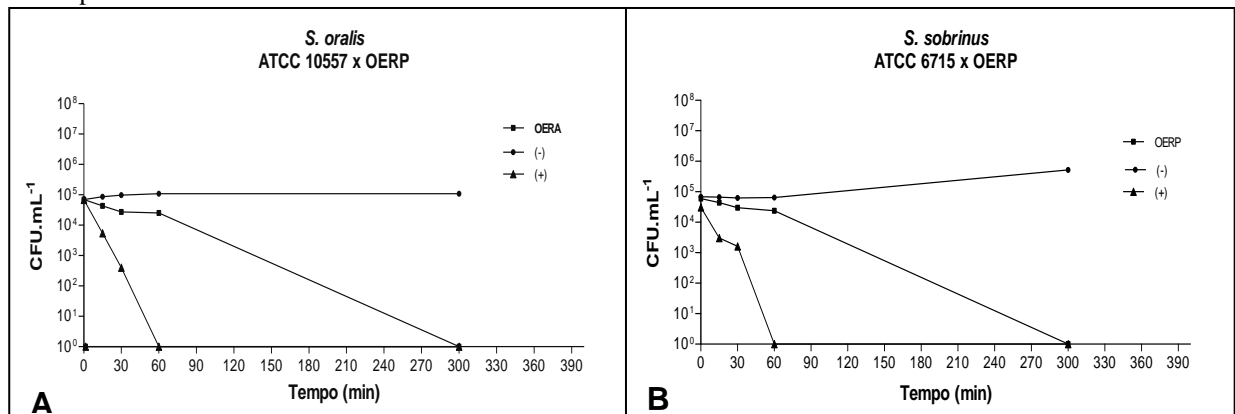 S. oralis
ATCC 10557 x OERP
CFU.mL⁻¹
10⁸
10⁷
10⁶
10⁵
10⁴
10³
10²
10¹
10⁰
OERA
(-)
(+)
0 30 60 90 120 150 180 210 240 270 300 330 360 390
Tempo (min)
A
S. sobrinus
ATCC 6715 x OERP
CFU.mL⁻¹
10⁸
10⁷
10⁶
10⁵
10⁴
10³
10²
10¹
10⁰
OERP
(-)
(+)
0 30 60 90 120 150 180 210 240 270 300 330 360 390
Tempo (min)
B